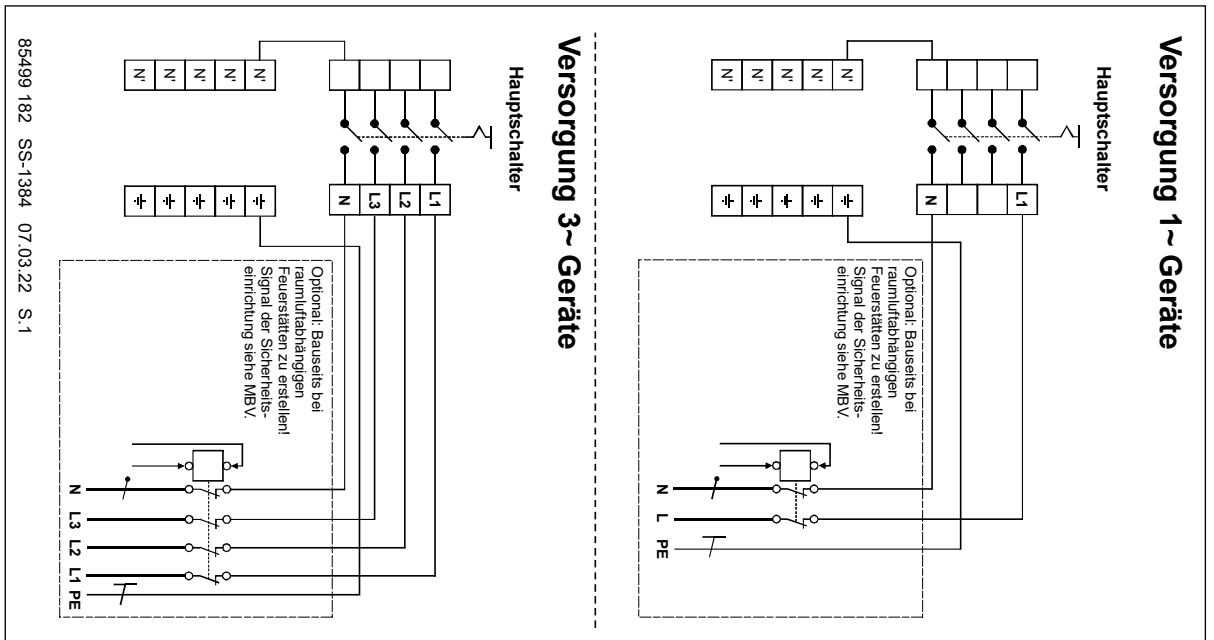 Versorgung 1~ Geräte
Hauptschalter
L1
N
N'
N'
N'
N'
N'
Optional: Bauseits bei
raumluftabhängigen
Feuerstätten zu erstellen!
Signal der Sicherheits-
einrichtung siehe MBV.
N
L
PE
Versorgung 3~ Geräte
Hauptschalter
L1
L2
L3
N
N'
N'
N'
N'
N'
Optional: Bauseits bei
raumluftabhängigen
Feuerstätten zu erstellen!
Signal der Sicherheits-
einrichtung siehe MBV.
N
L3
L2
L1
PE
85499 182 SS-1384 07.03.22 S.1